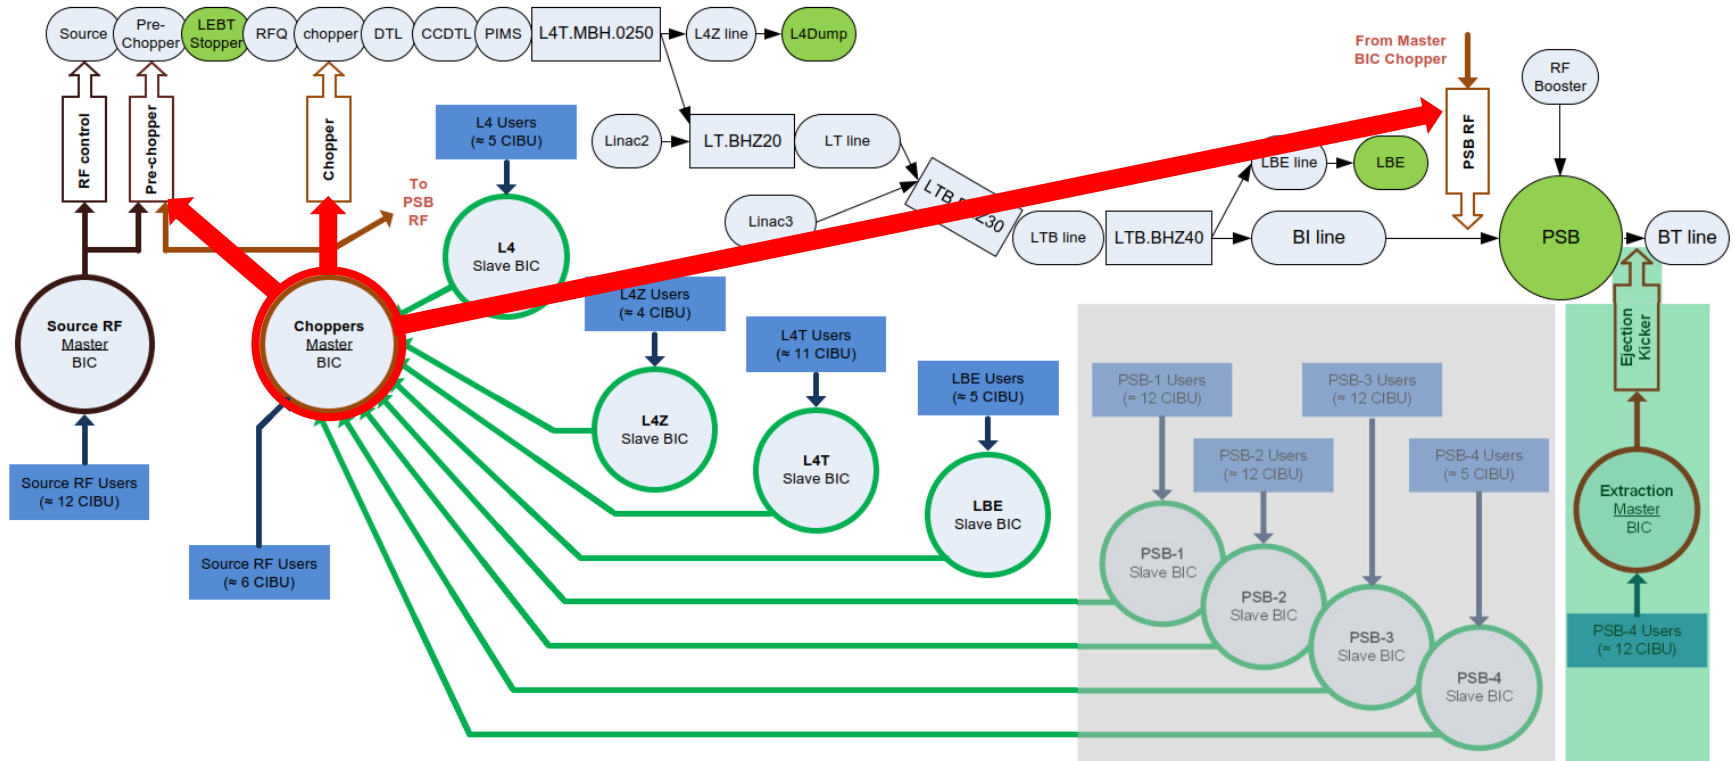 Source
Pre-
Chopper
LEBT
Stopper
RFQ
chopper
DTL
CCDTL
PIMS
L4T.MBH.0250
L4Z line
L4Dump
From Master
BIC Chopper
RF
Booster
RF control
Pre-chopper
Chopper
To
PSB
RF
L4 Users
(≈ 5 CIBU)
Linac2
LT.BHZ20
LT line
LBE line
LBE
PSB RF
Linac3
LTB.BHZ30
LTB line
LTB.BHZ40
BI line
PSB
BT line
L4
Slave BIC
Source RF
Master
BIC
Choppers
Master
BIC
L4Z Users
(≈ 4 CIBU)
L4T Users
(≈ 11 CIBU)
LBE Users
(≈ 5 CIBU)
PSB-1 Users
(≈ 12 CIBU)
PSB-3 Users
(≈ 12 CIBU)
Ejection
Kicker
L4Z
Slave BIC
L4T
Slave BIC
PSB-2 Users
(≈ 12 CIBU)
PSB-4 Users
(≈ 5 CIBU)
Source RF Users
(≈ 12 CIBU)
LBE
Slave BIC
Extraction
Master
BIC
Source RF Users
(≈ 6 CIBU)
PSB-1
Slave BIC
PSB-2
Slave BIC
PSB-3
Slave BIC
PSB-4
Slave BIC
PSB-4 Users
(≈ 12 CIBU)